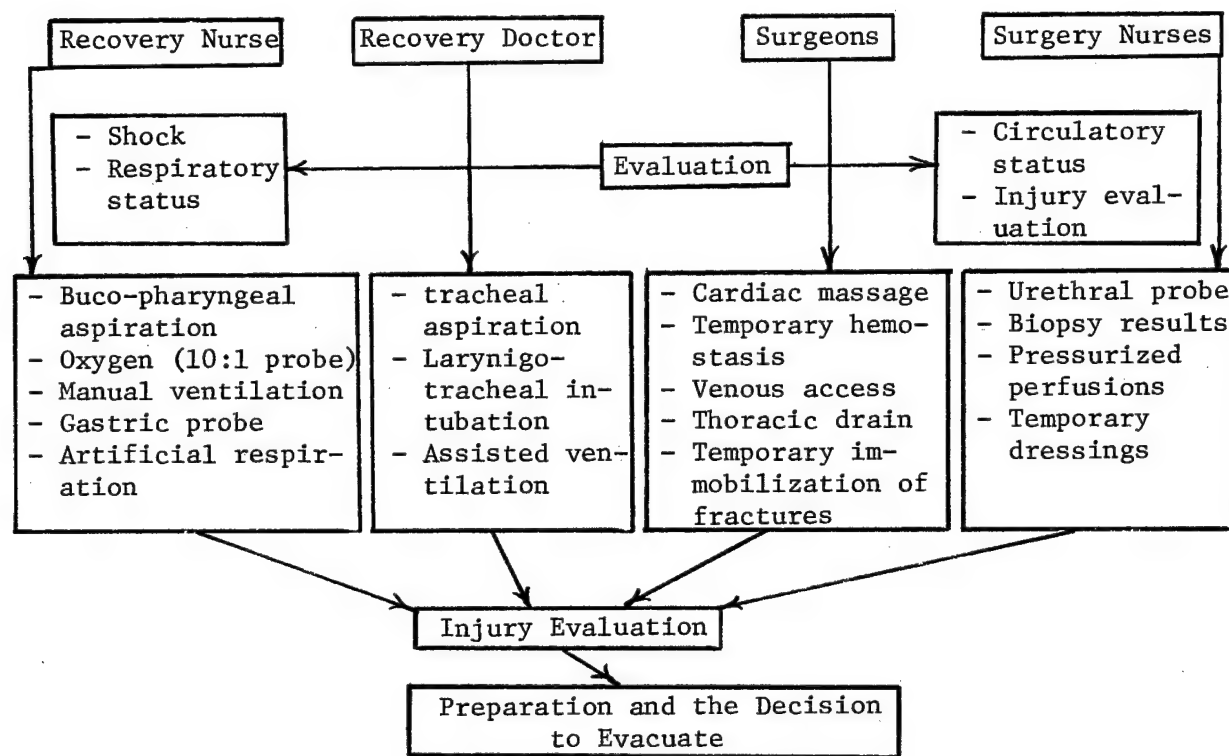 Recovery Nurse
Recovery Doctor
Surgeons
Surgery Nurses
- Shock
- Respiratory
status
Evaluation
- Circulatory
status
- Injury eval-
uation
- Buco-pharyngeal
aspiration
- Oxygen (10:1 probe)
- Manual ventilation
- Gastric probe
- Artificial respir-
ation
- tracheal
aspiration
- Larynigo-
tracheal in-
tubation
- Assisted ven-
tilation
- Cardiac massage
- Temporary hemo-
stasis
- Venous access
- Thoracic drain
- Temporary im-
mobilization of
fractures
- Urethral probe
- Biopsy results
- Pressurized
perfusions
- Temporary
dressings
Injury Evaluation
Preparation and the Decision
to Evacuate